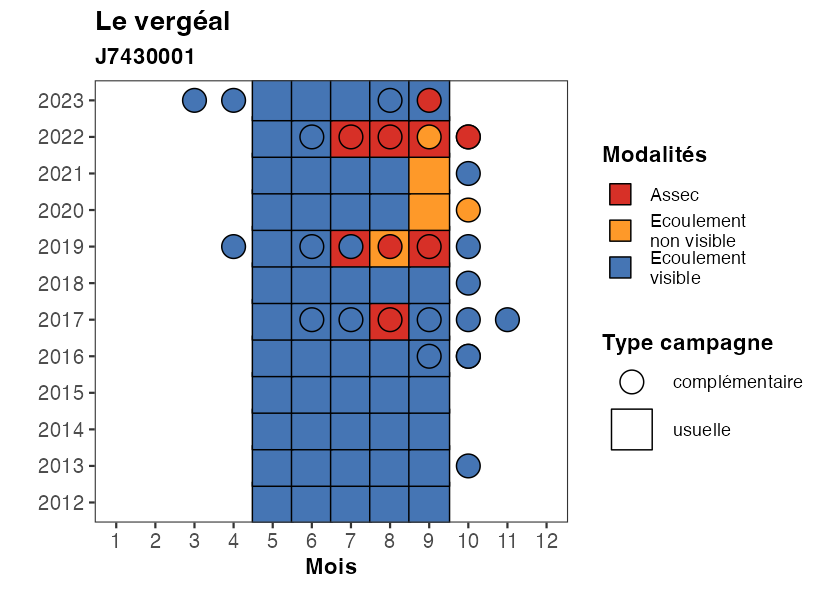 Le vergéal
J7430001
2023
2022
2021
2020
2019
2018
2017
2016
2015
2014
2013
2012
1 2 3 4 5 6 7 8 9 10 11 12
Mois
Modalités
Assec
Ecoulement
non visible
Ecoulement
visible
Type campagne
complémentaire
usuelle